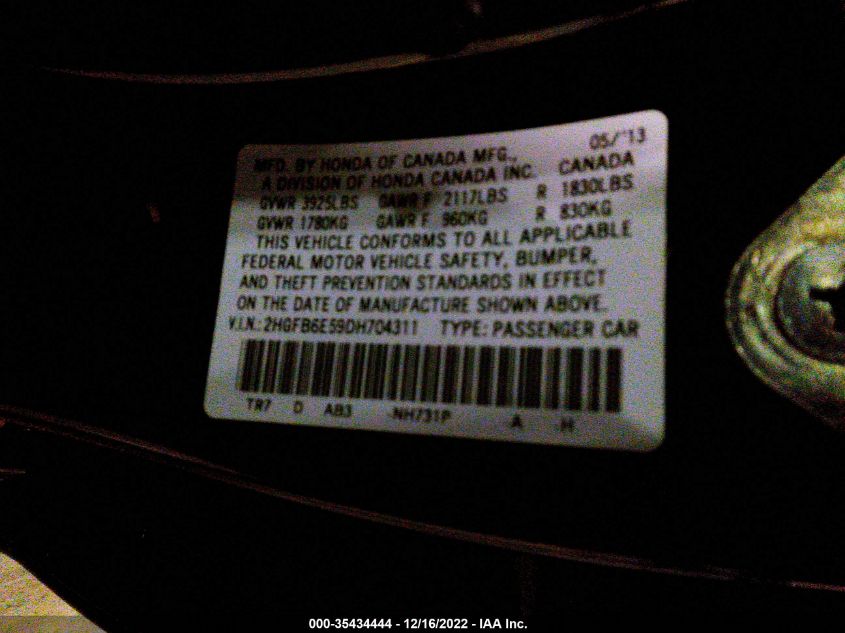 05/'13
MFD. BY HONDA OF CANADA MFG.,
A DIVISION OF HONDA CANADA INC. CANADA
GVWR 3925LBS GAWR F 2117LBS R 1830LBS
GVWR 1780KG GAWR F 960KG R 830KG
THIS VEHICLE CONFORMS TO ALL APPLICABLE
FEDERAL MOTOR VEHICLE SAFETY, BUMPER,
AND THEFT PREVENTION STANDARDS IN EFFECT
ON THE DATE OF MANUFACTURE SHOWN ABOVE.
V.I.N.: 2HGFB6E59DH704311 TYPE: PASSENGER CAR
TR7 D AB3 NH731P A H
000-35434444 - 12/16/2022 - IAA Inc.